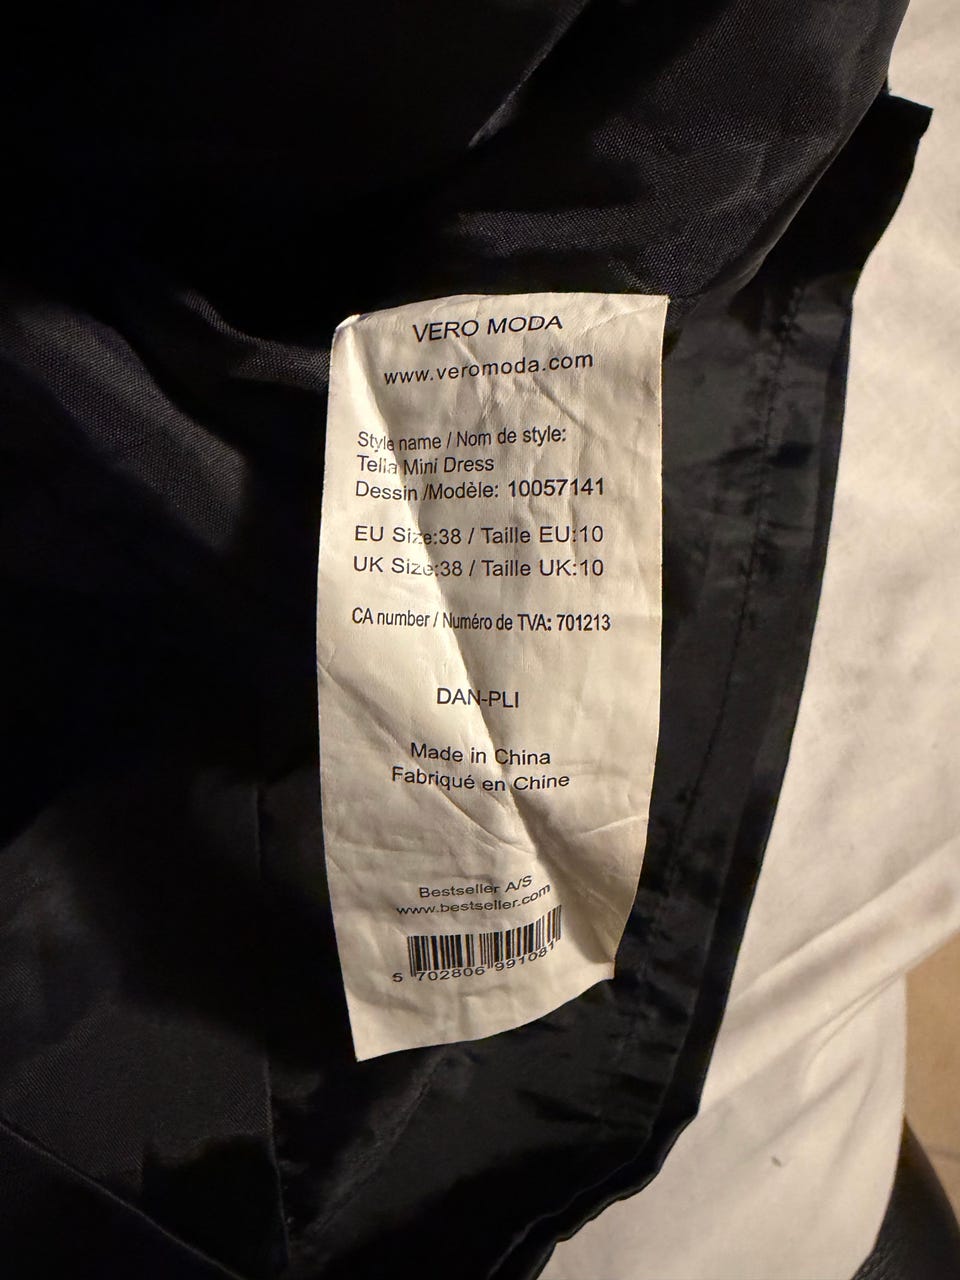 VERO MODA
www.veromoda.com
Style name / Nom de style:
Telia Mini Dress
Dessin /Modèle: 10057141
EU Size:38 / Taille EU:10
UK Size:38 / Taille UK:10
CA number / Numéro de TVA: 701213
DAN-PLI
Made in China
Fabriqué en Chine
Bestseller A/S
www.bestseller.com
5 702806 991081